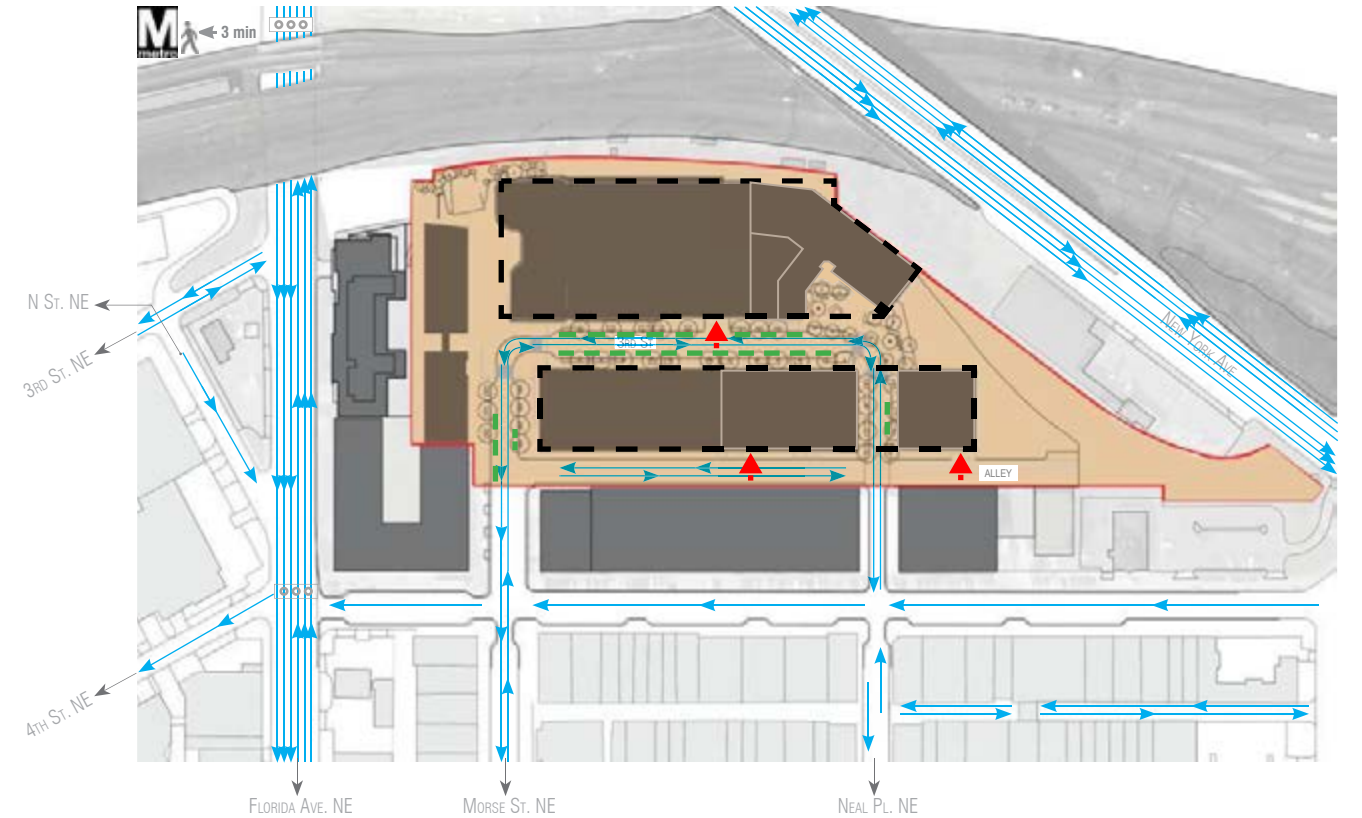 M
metro
3 min
N St. NE
3rd St. NE
3RD ST
New York Ave
ALLEY
4th St. NE
Florida Ave. NE
Morse St. NE
Neal Pl. NE